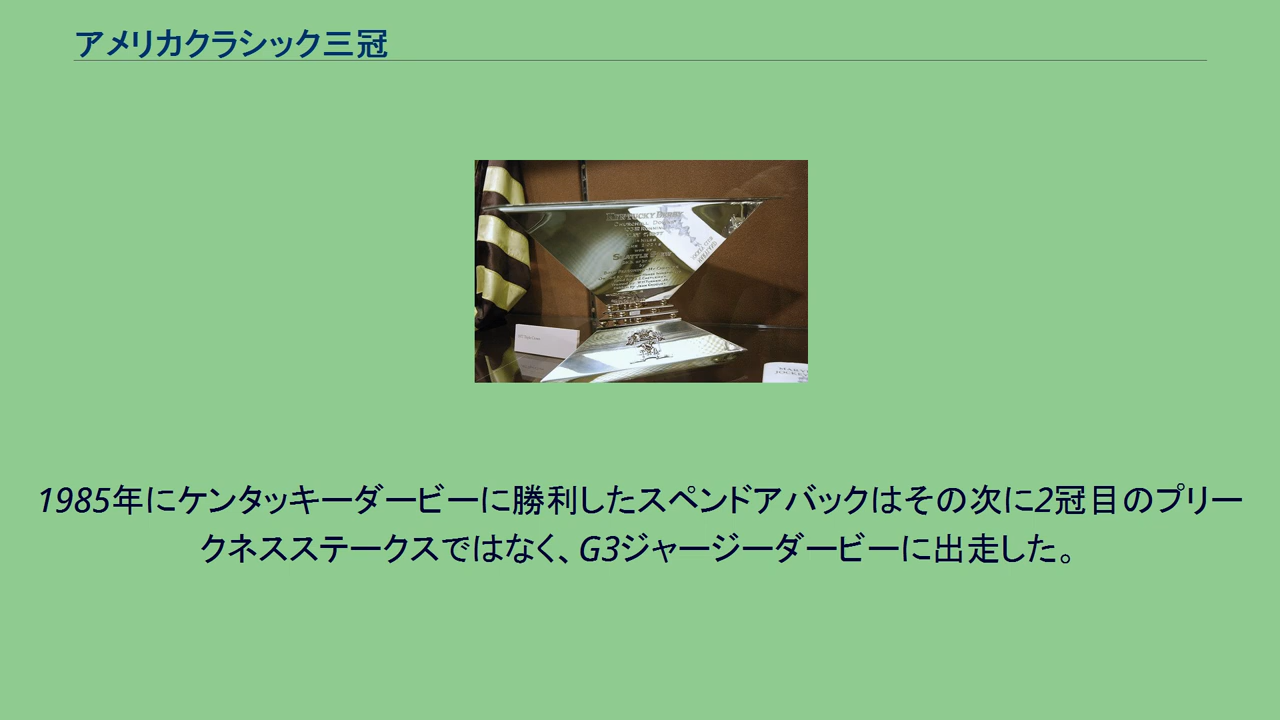 アメリカクラシック三冠
KENTUCKY DERBY
1985年にケンタッキーダービーに勝利したスペンドアバックはその次に2冠目のプリー
クネスステークスではなく、G3ジャージーダービーに出走した。